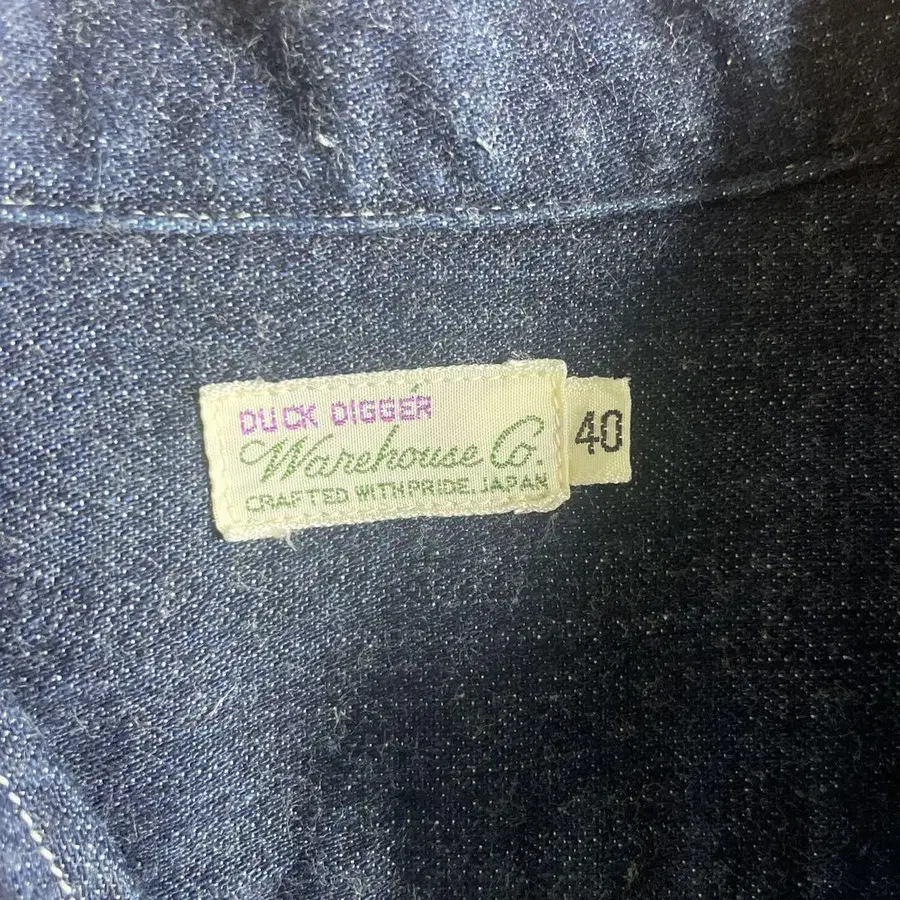 DUCK DIGGER
Warehouse Co.
CRAFTED WITH PRIDE. JAPAN
40